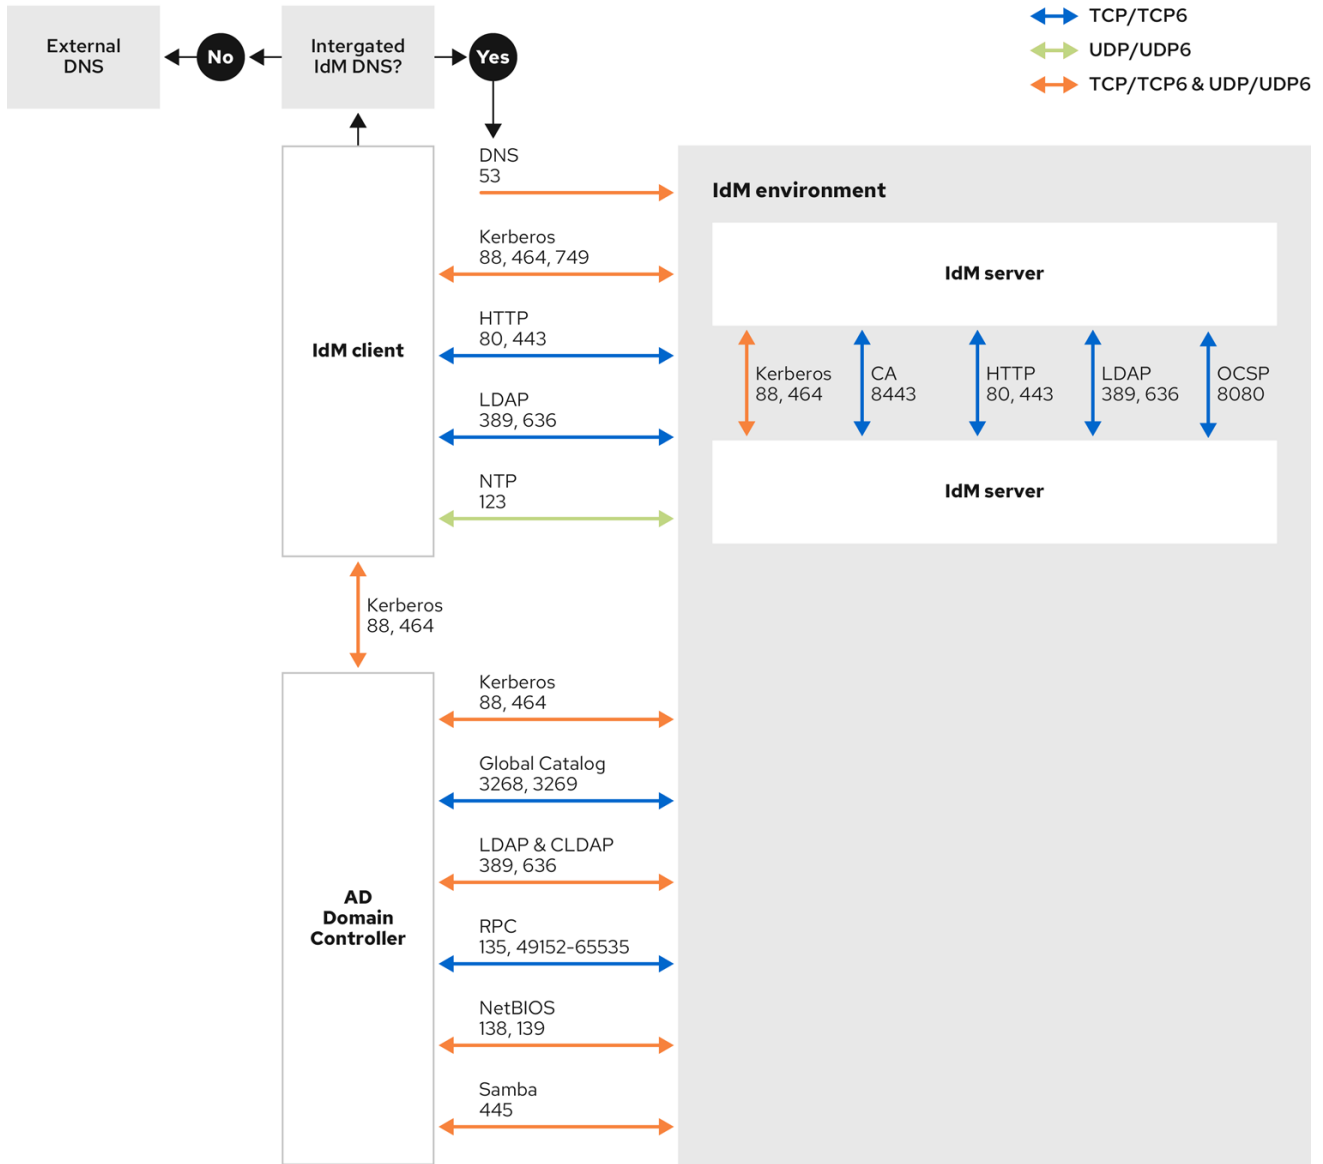 TCP/TCP6
UDP/UDP6
TCP/TCP6 & UDP/UDP6
External
DNS
No
Intergated
IdM DNS?
Yes
DNS
53
Kerberos
88, 464, 749
HTTP
80, 443
LDAP
389, 636
NTP
123
IdM client
IdM environment
IdM server
Kerberos
88, 464
CA
8443
HTTP
80, 443
LDAP
389, 636
OCSP
8080
IdM server
Kerberos
88, 464
AD
Domain
Controller
Kerberos
88, 464
Global Catalog
3268, 3269
LDAP & CLDAP
389, 636
RPC
135, 49152-65535
NetBIOS
138, 139
Samba
445